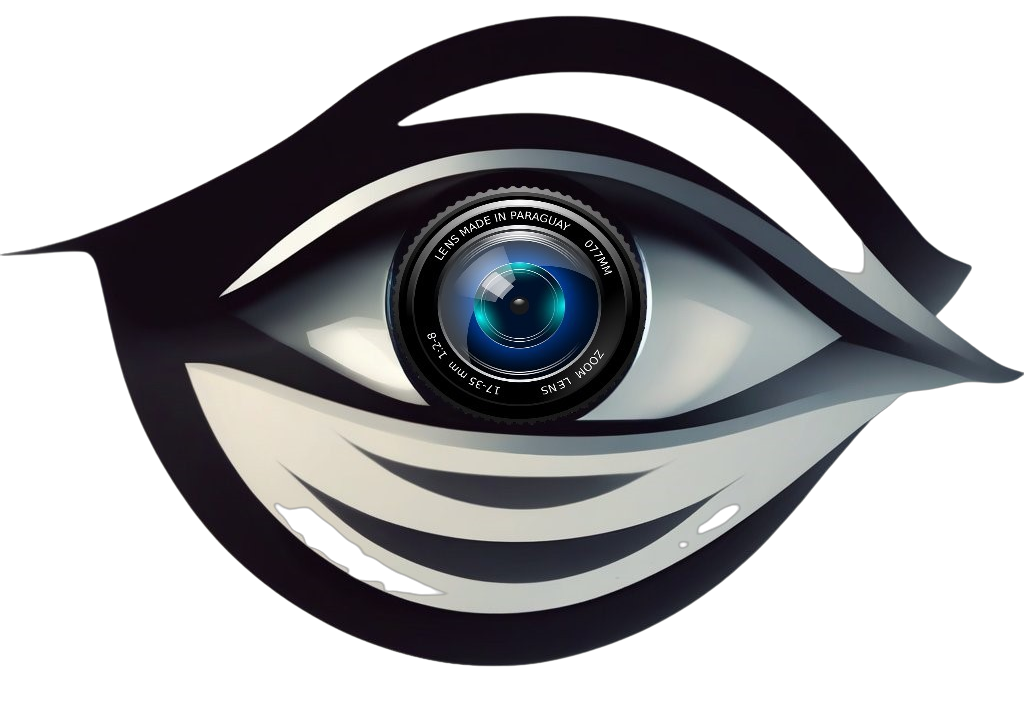 LENS MADE IN PARAGUAY
077MM
ZOOM LENS
17-35 mm 1:2-8